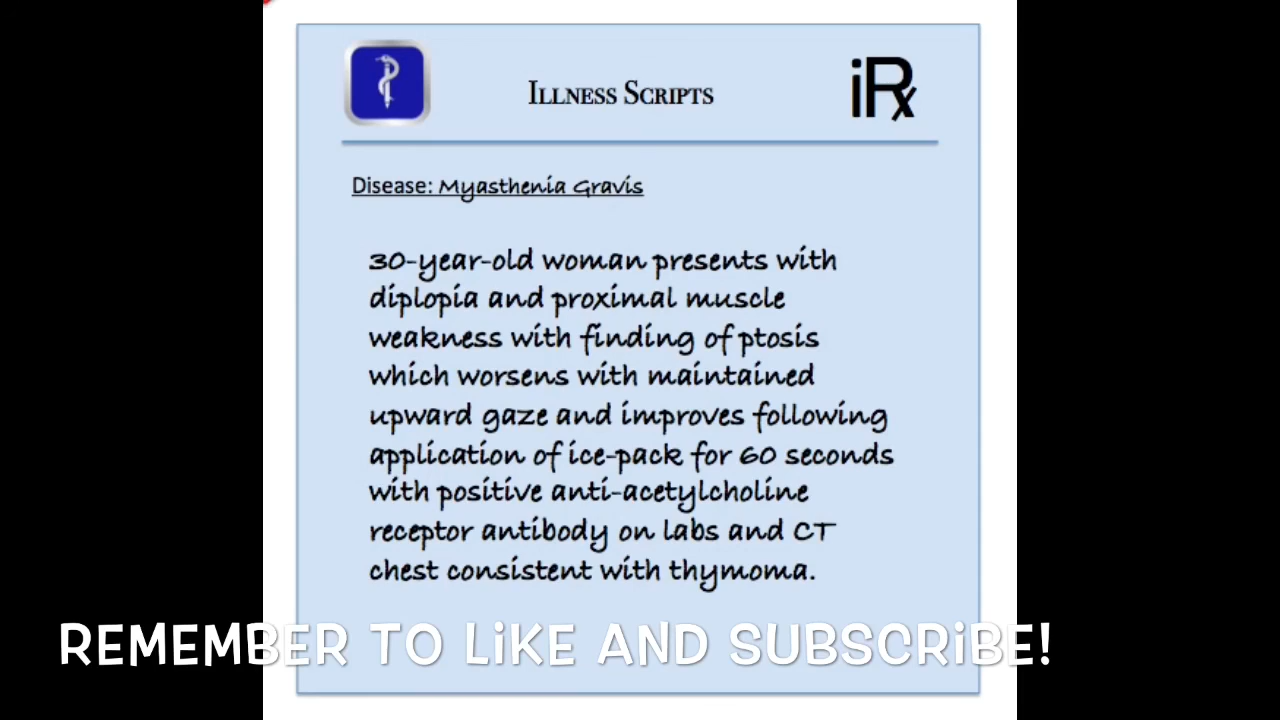 ILLNESS SCRIPTS
iRx
Disease: Myasthenia Gravis
30-year-old woman presents with
diplopia and proximal muscle
weakness with finding of ptosis
which worsens with maintained
upward gaze and improves following
application of ice-pack for 60 seconds
with positive anti-acetylcholine
receptor antibody on labs and CT
chest consistent with thymoma.
REMEMBER TO LiKE AND SUBSCRiBE!